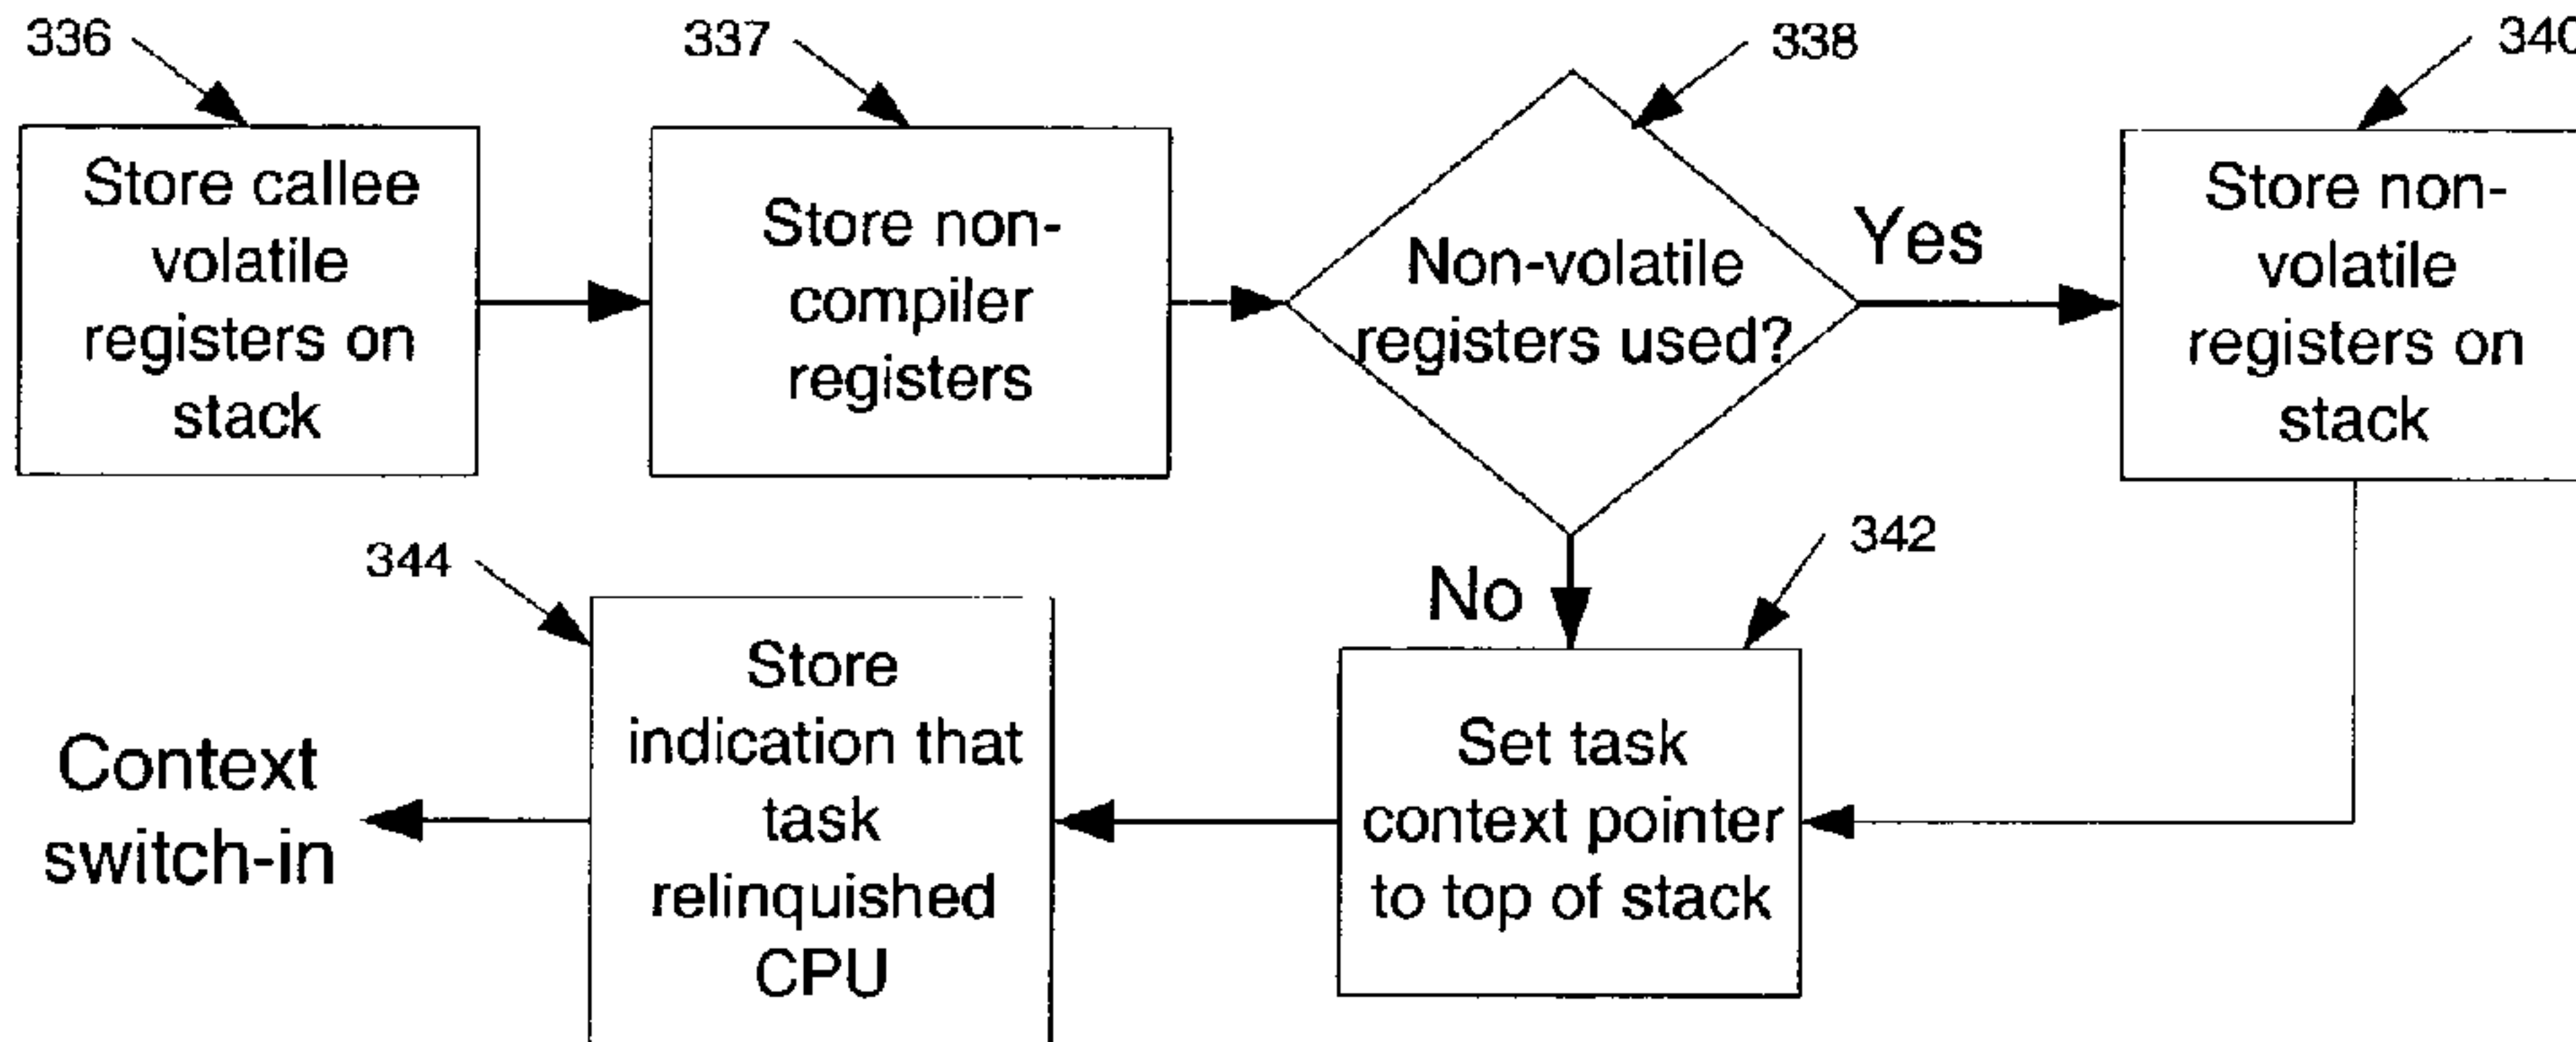 336
Store callee
volatile
registers on
stack
337
Store non-
compiler
registers
338
Non-volatile
registers used?
Yes
340
Store non-
volatile
registers on
stack
No
342
Set task
context pointer
to top of stack
344
Store
indication that
task
relinquished
CPU
Context
switch-in